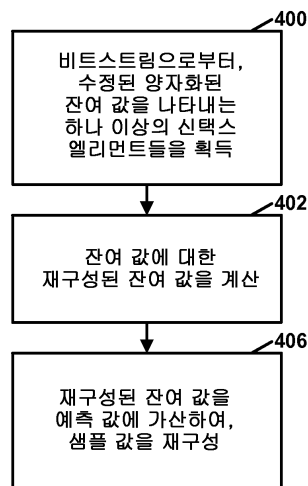 400
비트스트림으로부터,
수정된 양자화된
잔여 값을 나타내는
하나 이상의 신택스
엘리먼트들을 획득
402
잔여 값에 대한
재구성된 잔여 값을 계산
406
재구성된 잔여 값을
예측 값에 가산하여,
샘플 값을 재구성